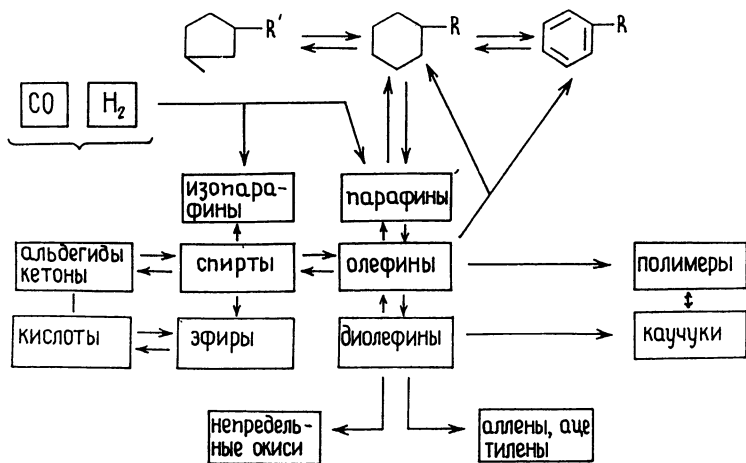 R'
R
R
CO
H₂
изопара-
фины
парафины
альдегиды
кетоны
спирты
олефины
полимеры
кислоты
эфиры
диолефины
каучуки
непредель-
ные окиси
аллены, аце
тилены